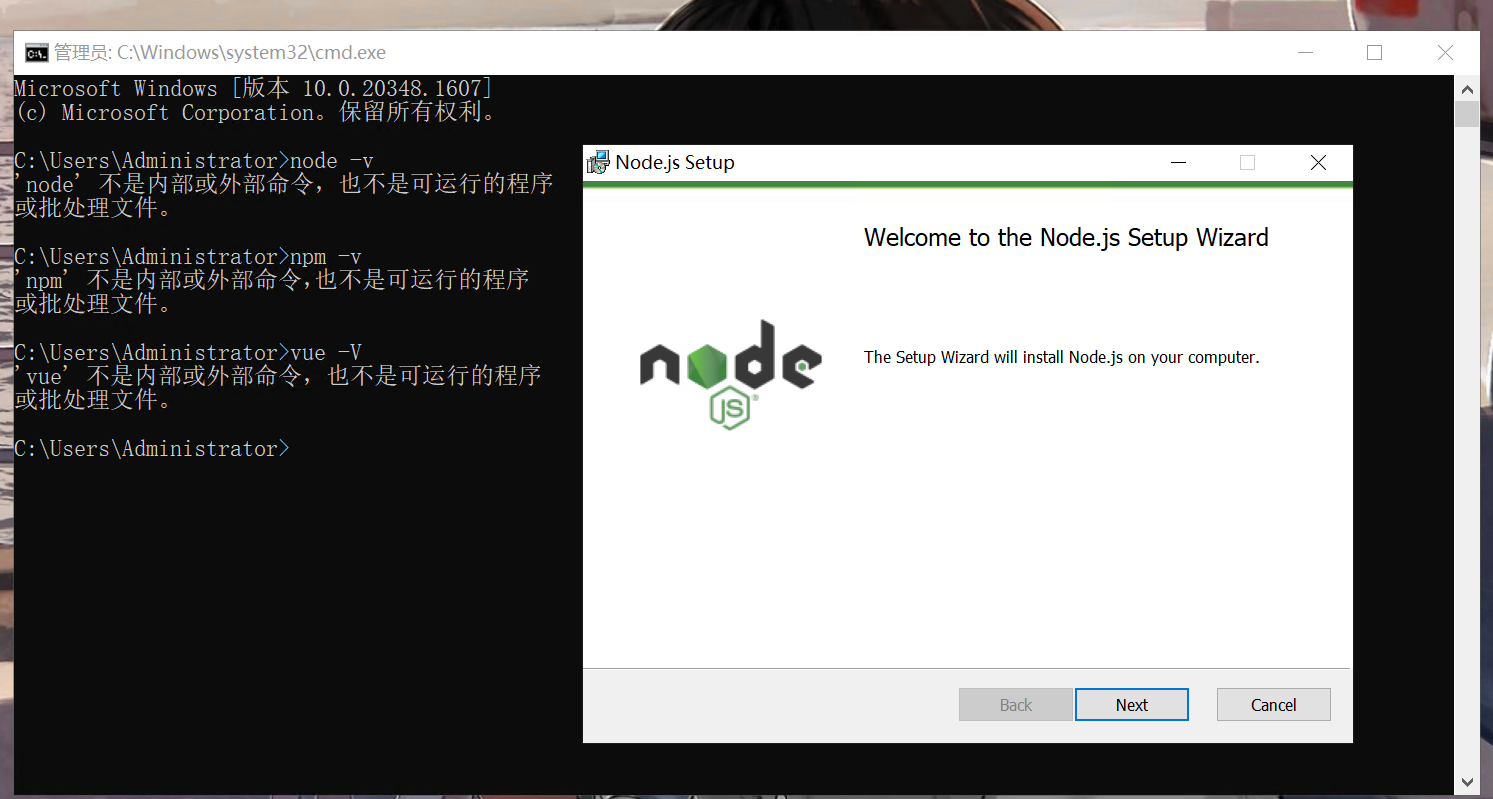 管理员: C:\Windows\system32\cmd.exe
Microsoft Windows [版本 10.0.20348.1607]
(c) Microsoft Corporation。保留所有权利。
C:\Users\Administrator>node -v
'node' 不是内部或外部命令，也不是可运行的程序
或批处理文件。
C:\Users\Administrator>npm -v
'npm' 不是内部或外部命令,也不是可运行的程序
或批处理文件。
C:\Users\Administrator>vue -V
'vue' 不是内部或外部命令，也不是可运行的程序
或批处理文件。
C:\Users\Administrator>
Node.js Setup
Welcome to the Node.js Setup Wizard
node
JS®
The Setup Wizard will install Node.js on your computer.
Back
Next
Cancel